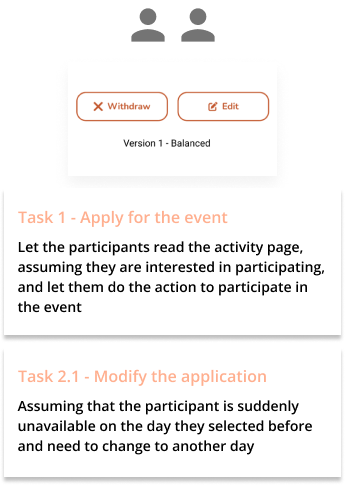 Withdraw
Edit
Version 1 - Balanced
Task 1 - Apply for the event
Let the participants read the activity page,
assuming they are interested in participating,
and let them do the action to participate in
the event
Task 2.1 - Modify the application
Assuming that the participant is suddenly
unavailable on the day they selected before
and need to change to another day